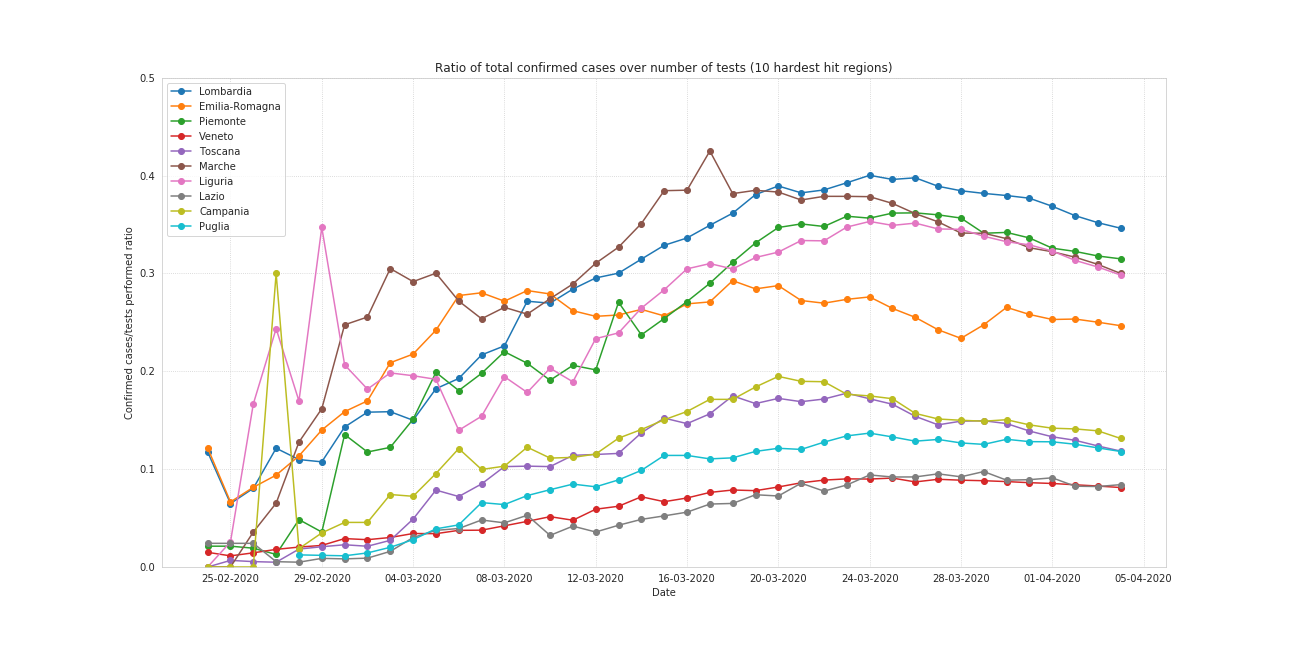 Ratio of total confirmed cases over number of tests (10 hardest hit regions)
0.5
0.4
0.3
0.2
0.1
0.0
Confirmed cases/tests performed ratio
Lombardia
Emilia-Romagna
Piemonte
Veneto
Toscana
Marche
Liguria
Lazio
Campania
Puglia
25-02-2020 29-02-2020 04-03-2020 08-03-2020 12-03-2020 16-03-2020 20-03-2020 24-03-2020 28-03-2020 01-04-2020 05-04-2020
Date